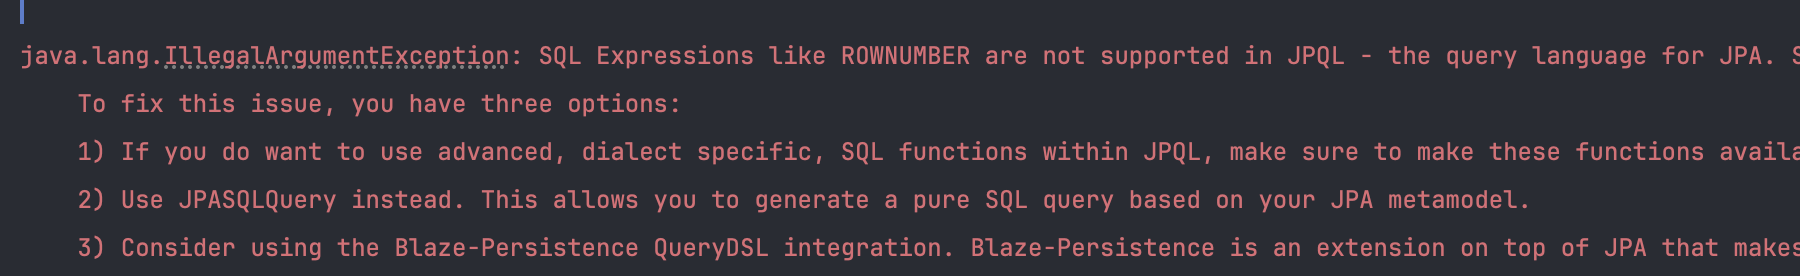 java.lang.IllegalArgumentException: SQL Expressions like ROWNUMBER are not supported in JPQL - the query language for JPA. S
To fix this issue, you have three options:
1) If you do want to use advanced, dialect specific, SQL functions within JPQL, make sure to make these functions availa
2) Use JPASQLQuery instead. This allows you to generate a pure SQL query based on your JPA metamodel.
3) Consider using the Blaze-Persistence QueryDSL integration. Blaze-Persistence is an extension on top of JPA that makes